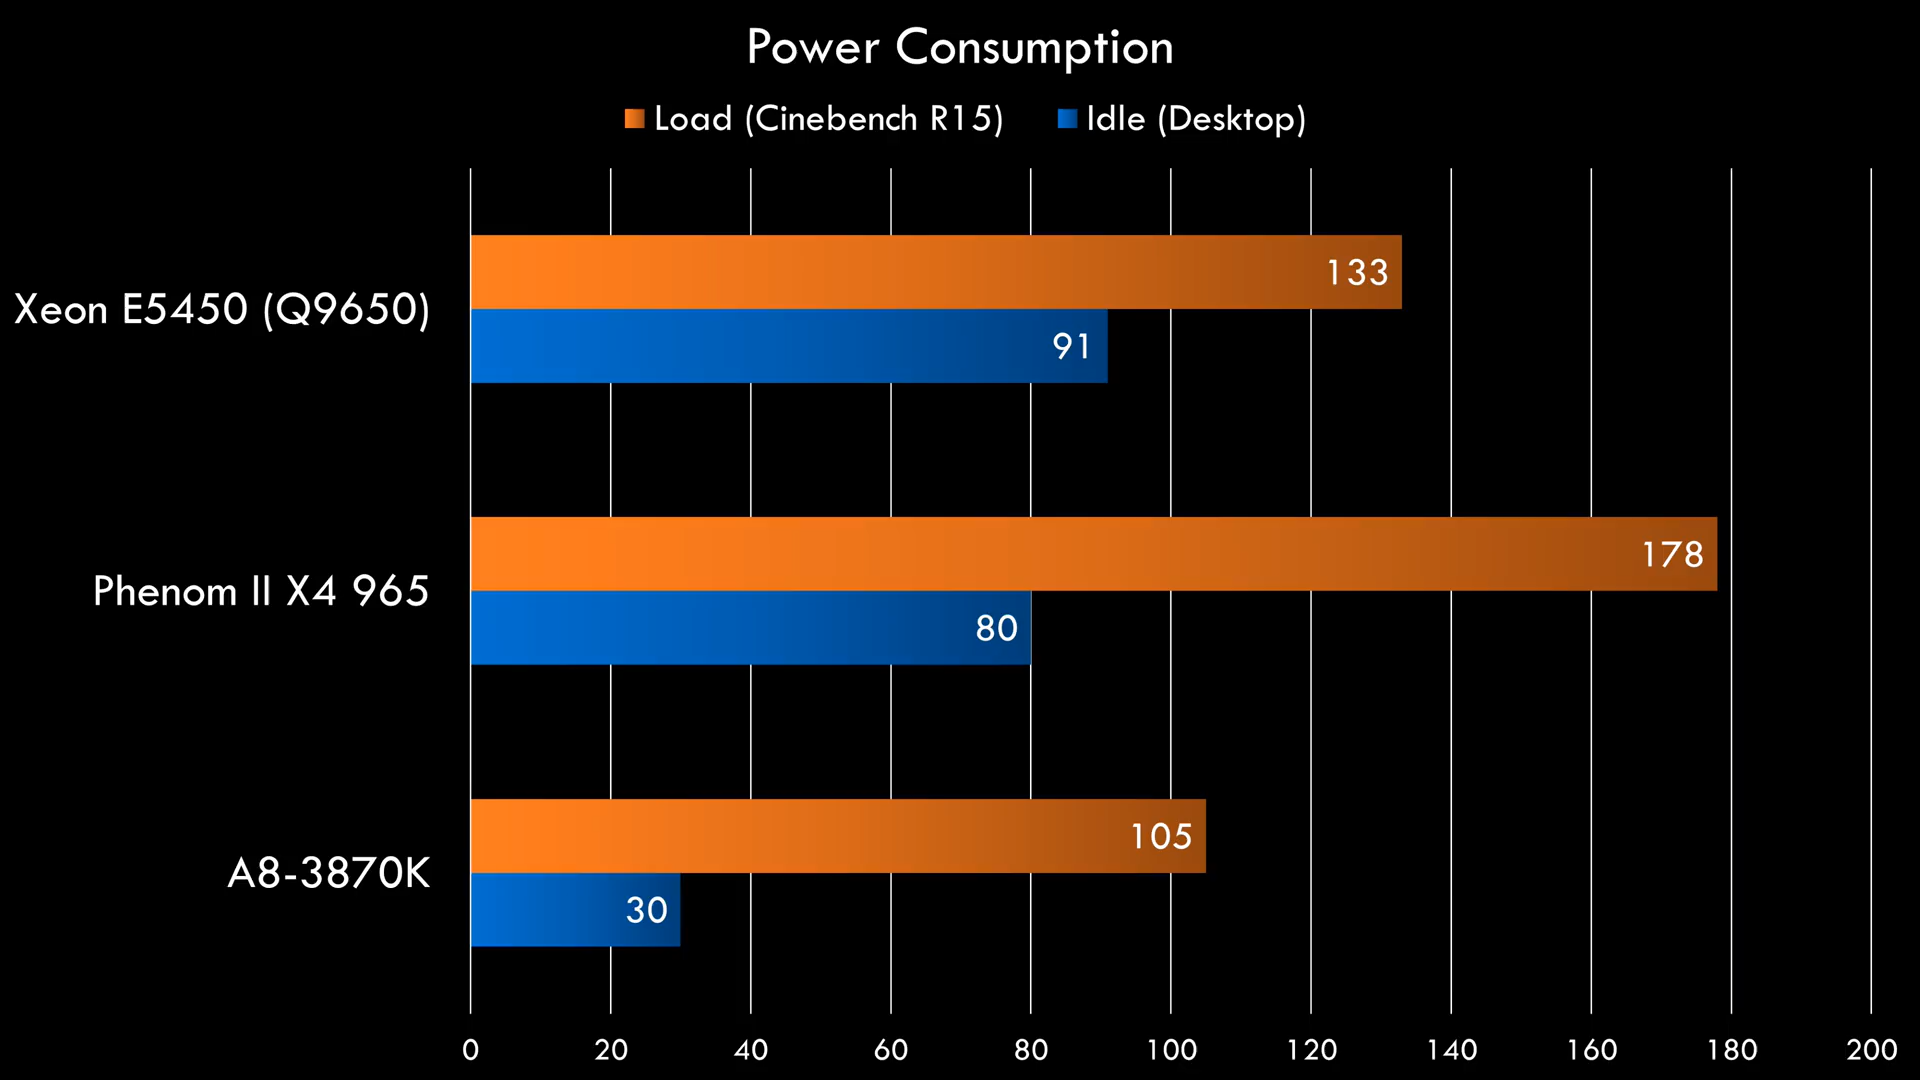 Power Consumption
Load (Cinebench R15) Idle (Desktop)
Xeon E5450 (Q9650)
133
91
Phenom II X4 965
178
80
A8-3870K
105
30
0 20 40 60 80 100 120 140 160 180 200